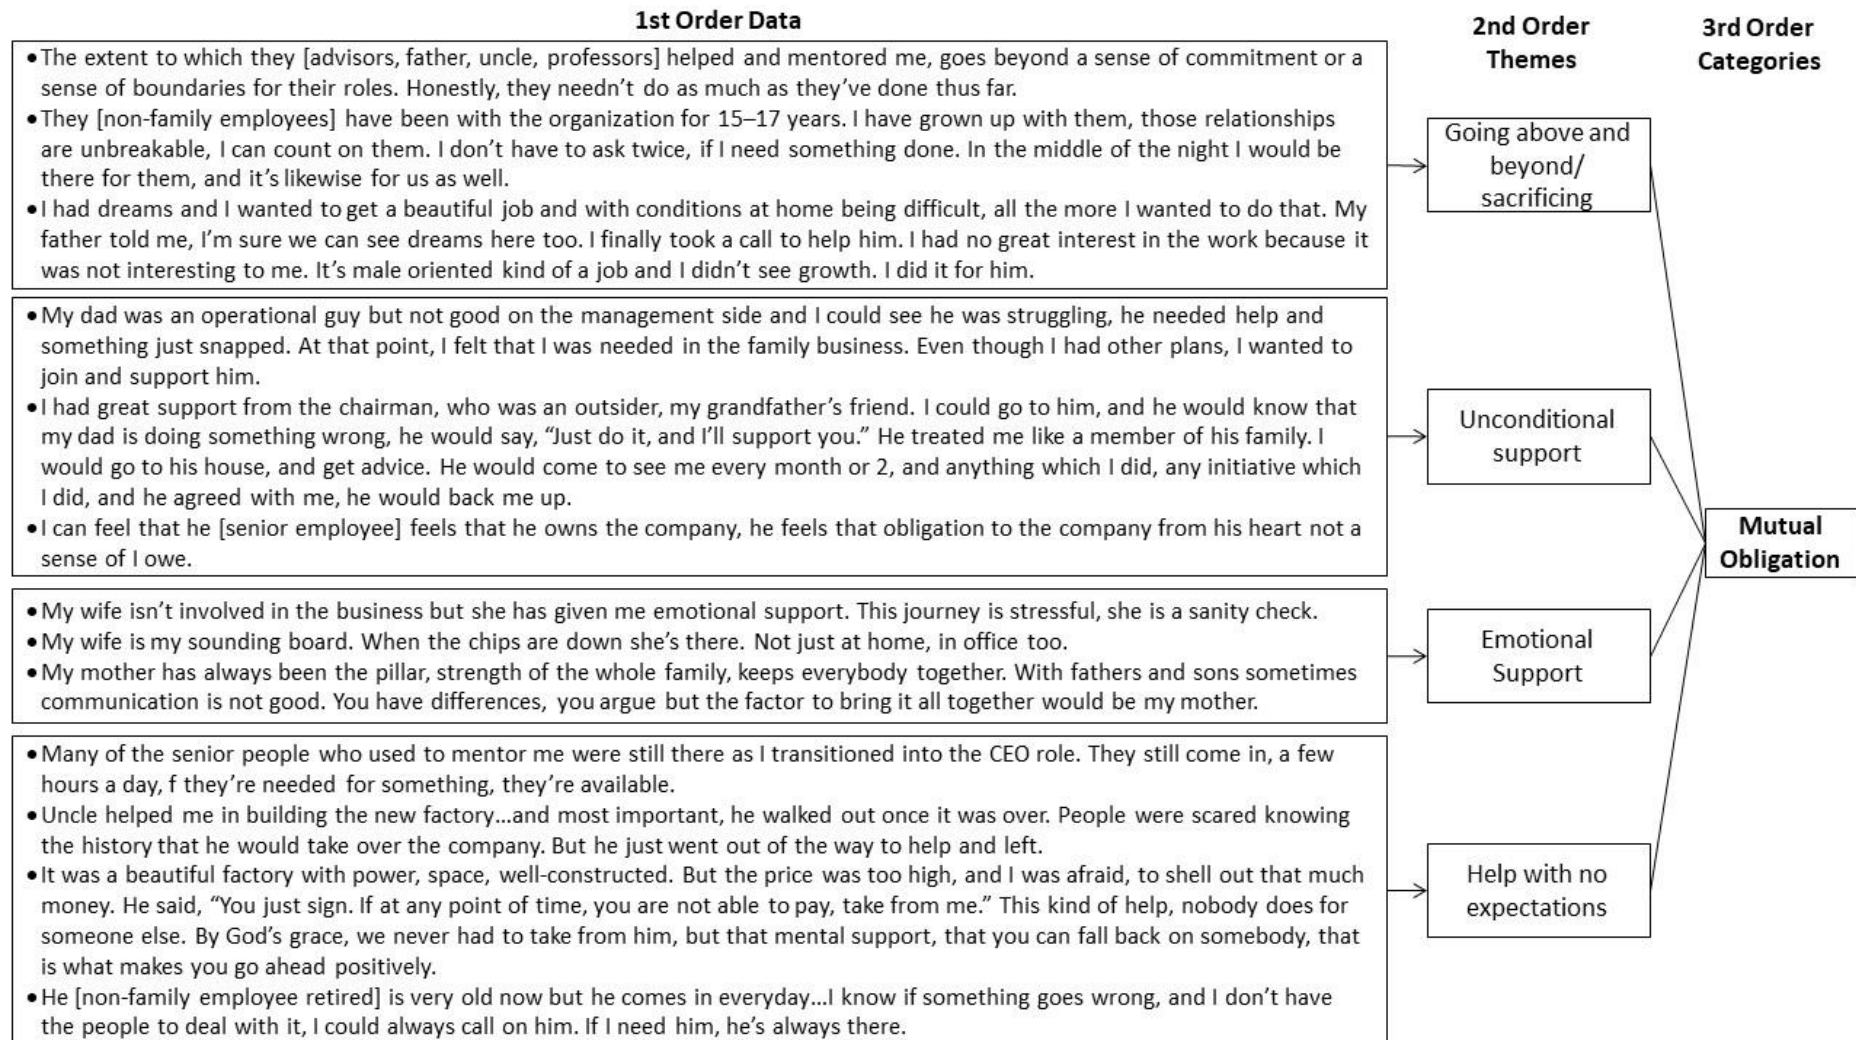 1st Order Data
2nd Order
Themes
3rd Order
Categories
•The extent to which they [advisors, father, uncle, professors] helped and mentored me, goes beyond a sense of commitment or a
sense of boundaries for their roles. Honestly, they needn't do as much as they've done thus far.
•They [non-family employees] have been with the organization for 15–17 years. I have grown up with them, those relationships
are unbreakable, I can count on them. I don't have to ask twice, if I need something done. In the middle of the night I would be
there for them, and it's likewise for us as well.
•I had dreams and I wanted to get a beautiful job and with conditions at home being difficult, all the more I wanted to do that. My
father told me, I'm sure we can see dreams here too. I finally took a call to help him. I had no great interest in the work because it
was not interesting to me. It's male oriented kind of a job and I didn't see growth. I did it for him.
Going above and
beyond/
sacrificing
•My dad was an operational guy but not good on the management side and I could see he was struggling, he needed help and
something just snapped. At that point, I felt that I was needed in the family business. Even though I had other plans, I wanted to
join and support him.
•I had great support from the chairman, who was an outsider, my grandfather's friend. I could go to him, and he would know that
my dad is doing something wrong, he would say, "Just do it, and I'll support you." He treated me like a member of his family. I
would go to his house, and get advice. He would come to see me every month or 2, and anything which I did, any initiative which
I did, and he agreed with me, he would back me up.
•I can feel that he [senior employee] feels that he owns the company, he feels that obligation to the company from his heart not a
sense of I owe.
Unconditional
support
Mutual
Obligation
•My wife isn't involved in the business but she has given me emotional support. This journey is stressful, she is a sanity check.
•My wife is my sounding board. When the chips are down she's there. Not just at home, in office too.
•My mother has always been the pillar, strength of the whole family, keeps everybody together. With fathers and sons sometimes
communication is not good. You have differences, you argue but the factor to bring it all together would be my mother.
Emotional
Support
•Many of the senior people who used to mentor me were still there as I transitioned into the CEO role. They still come in, a few
hours a day, f they're needed for something, they're available.
•Uncle helped me in building the new factory...and most important, he walked out once it was over. People were scared knowing
the history that he would take over the company. But he just went out of the way to help and left.
•It was a beautiful factory with power, space, well-constructed. But the price was too high, and I was afraid, to shell out that much
money. He said, "You just sign. If at any point of time, you are not able to pay, take from me." This kind of help, nobody does for
someone else. By God's grace, we never had to take from him, but that mental support, that you can fall back on somebody, that
is what makes you go ahead positively.
•He [non-family employee retired] is very old now but he comes in everyday...I know if something goes wrong, and I don't have
the people to deal with it, I could always call on him. If I need him, he's always there.
Help with no
expectations